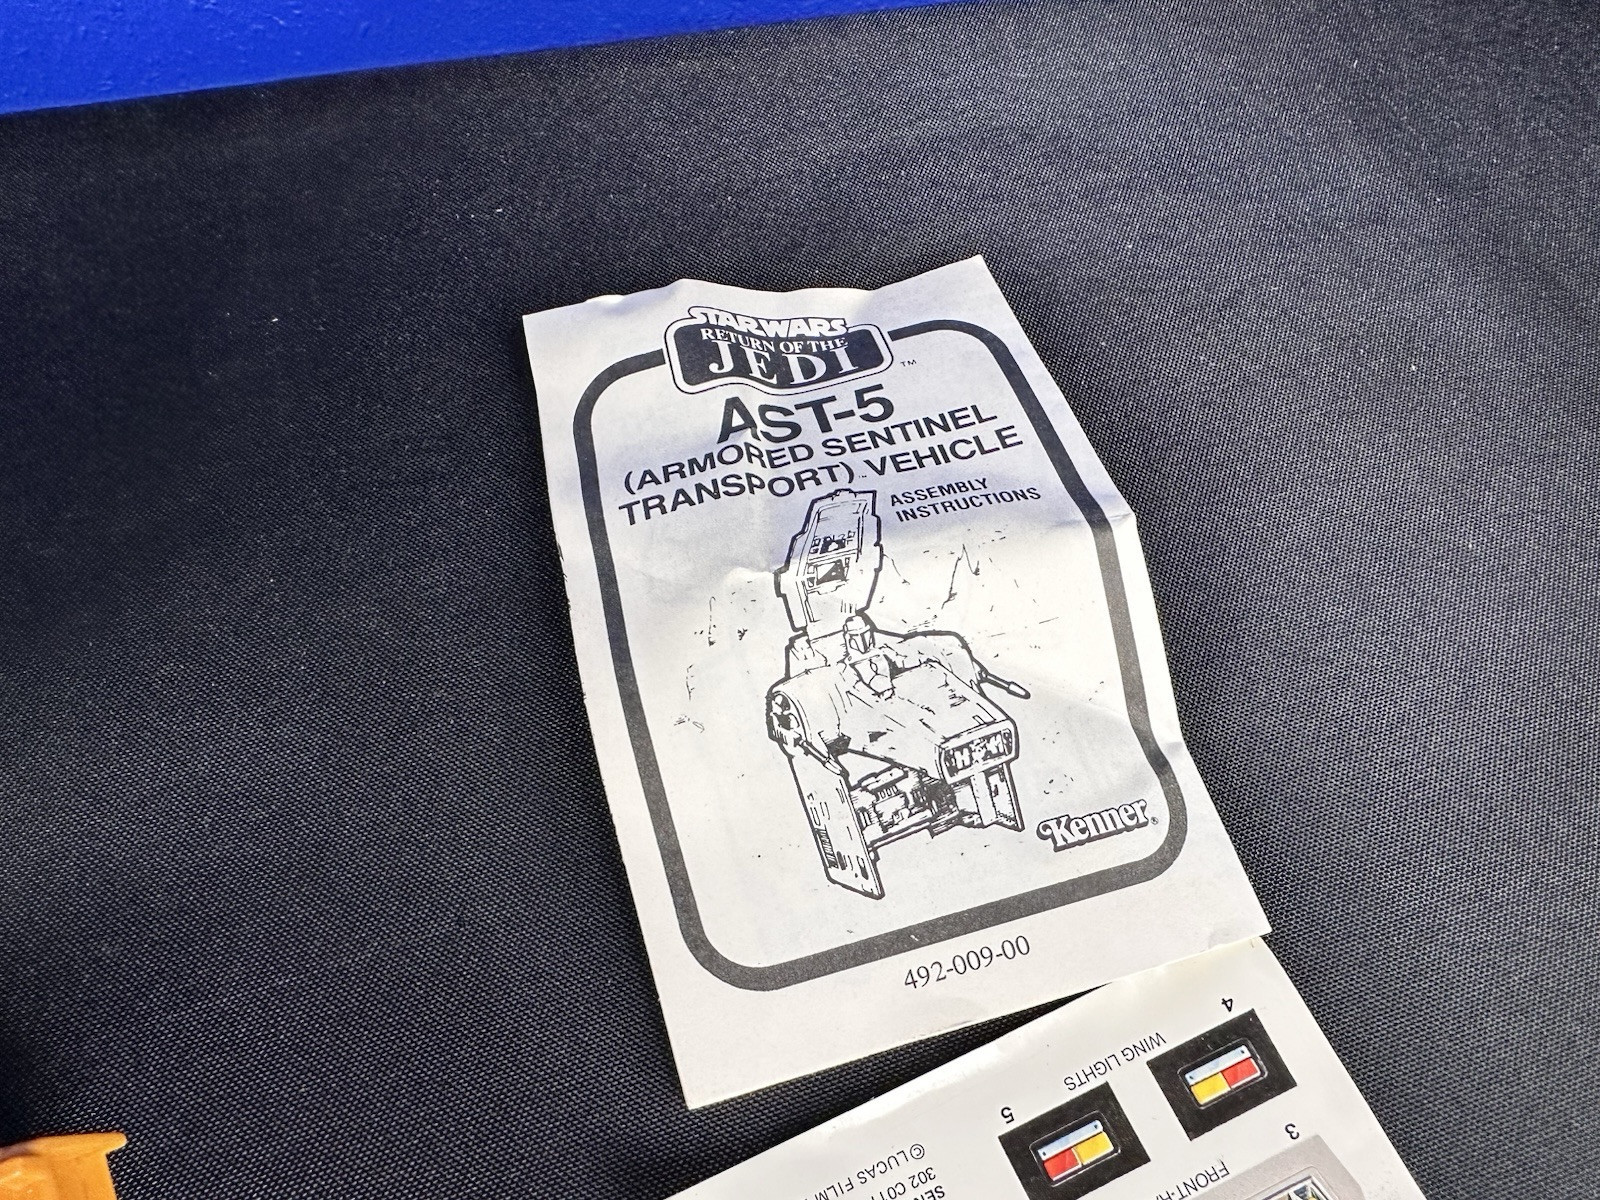 STAR WARS
RETURN OF THE
JEDI ™
AST-5
(ARMORED SENTINEL
TRANSPORT) VEHICLE
ASSEMBLY
INSTRUCTIONS
Kenner®
492-009-00
4
WING LIGHTS
5
3
© LUCAS FILM